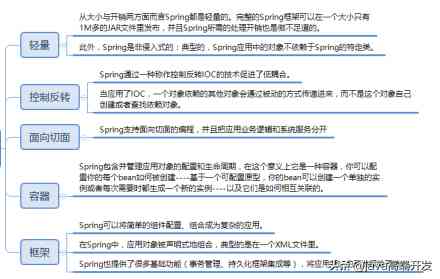 从大小与开销两方面而言Spring都是轻量的。完整的Spring框架可以在一个大小只有
1M多的JAR文件里发布,并且Spring所需的处理开销也是微不足道的。
轻量
此外,Spring是非侵入式的:典型的,Spring应用中的对象不依赖于Spring的特定类。
Spring通过一种称作控制反转IOC的技术促进了低耦合。
控制反转
当应用了IOC,一个对象依赖的其他对象会通过被动的方式传递进来,而不是这个对象自己
创建或者查找依赖对象。
面向切面
Spring支持面向切面的编程,并且把应用业务逻辑和系统服务分开
Spring包含并管理应用对象的配置和生命周期,在这个意义上它是一种容器,你可以配
置你的每个bean如何被创建----基于一个可配置原型,你的bean可以创建一个单独的实
例或者每次需要时都生成一个新的实例----以及它们是如何相互关联的。
容器
Spring可以将简单的组件配置、组合成为复杂的应用。
框架
在Spring中,应用对象被声明式地组合,典型的是在一个XML文件里。
Spring也提供了很多基础功能(事务管理、持久化框架集成等),将应用